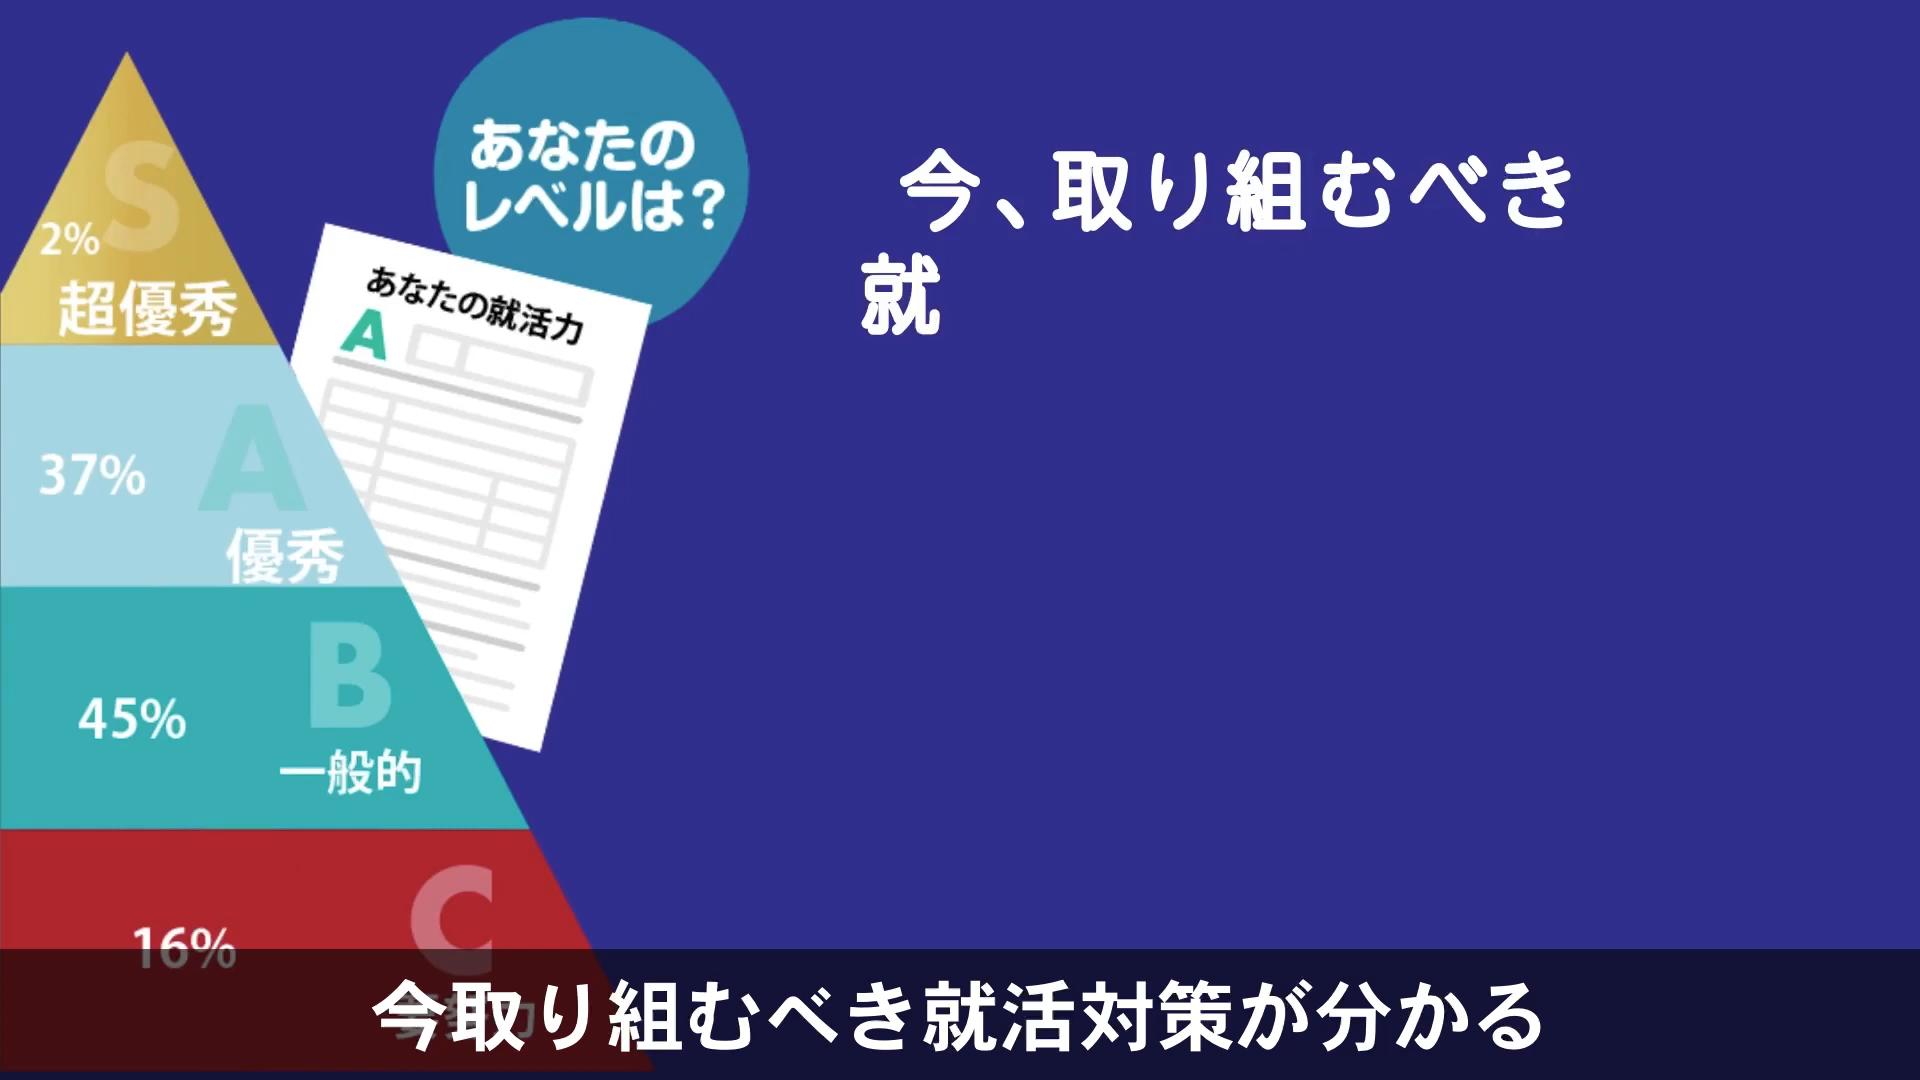 S
2%
超優秀
37%
A
優秀
45%
B
一般的
16%
C
あなたの
レベルは?
あなたの就活力
A
今、取り組むべき
就
今取り組むべき就活対策が分かる